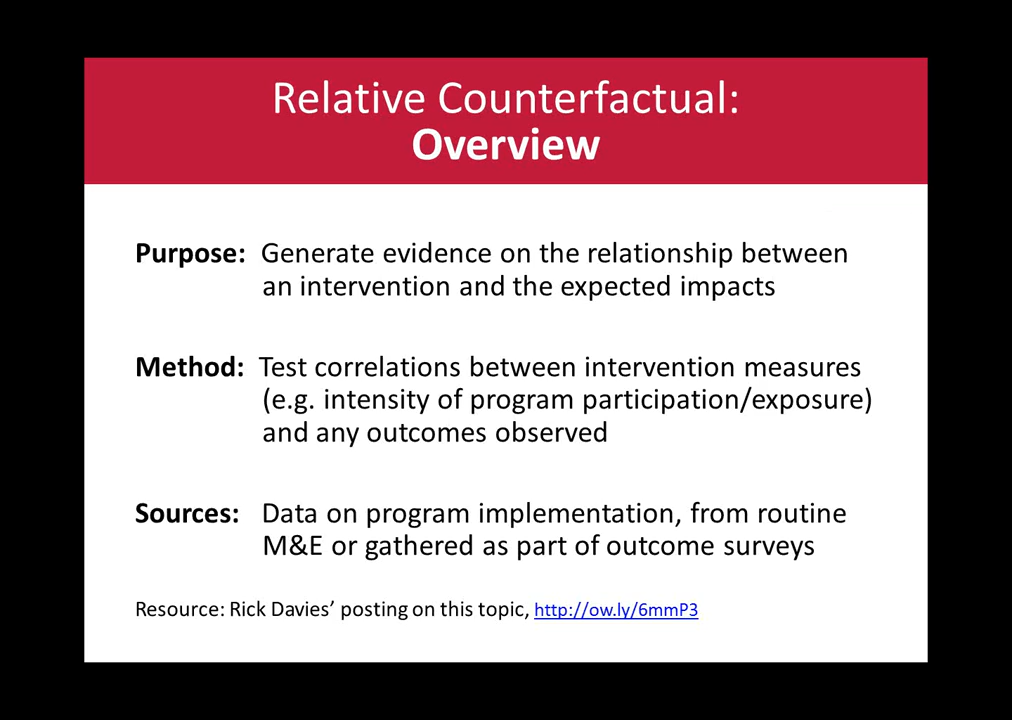 Relative Counterfactual:
Overview
Purpose: Generate evidence on the relationship between
an intervention and the expected impacts
Method: Test correlations between intervention measures
(e.g. intensity of program participation/exposure)
and any outcomes observed
Sources: Data on program implementation, from routine
M&E or gathered as part of outcome surveys
Resource: Rick Davies’ posting on this topic, http://ow.ly/6mmP3